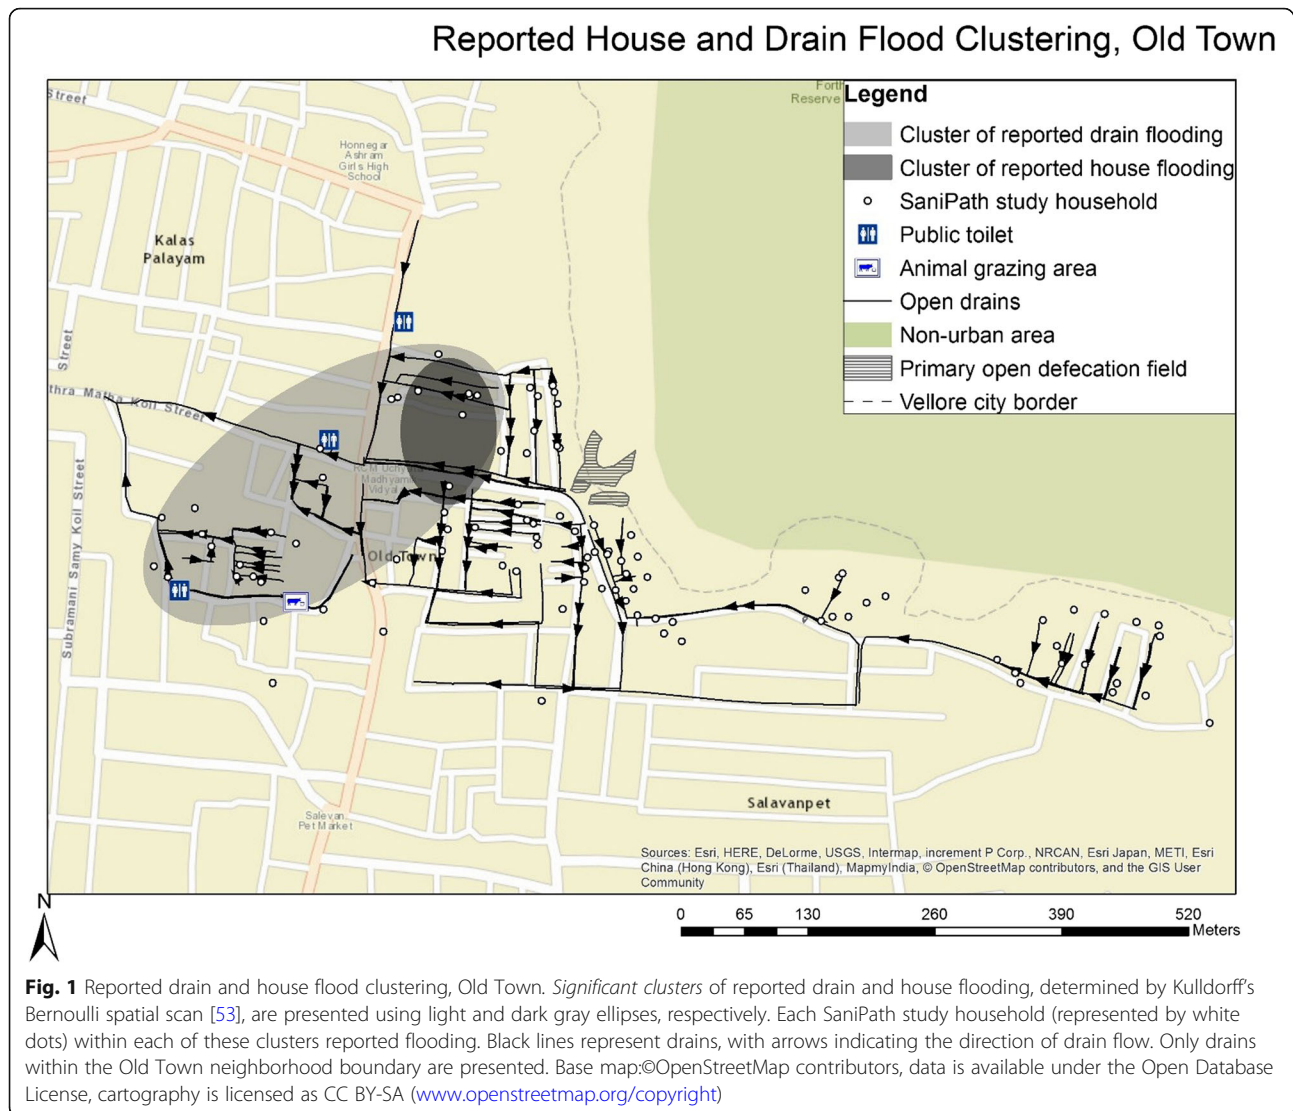 Reported House and Drain Flood Clustering, Old Town
Street
Honnegar
Ashram
Girl's High
School
Forth
Reserve
Legend
Cluster of reported drain flooding
Cluster of reported house flooding
SaniPath study household
Public toilet
Animal grazing area
Open drains
Non-urban area
Primary open defecation field
Vellore city border
Kalas
Palayam
Street
thra Matha Koil Street
Subramani Samy Koil Street
RCM Uchy
Madhyami
Vidyal
Old Town
Salevan
Pet Market
Salavanpet
Sources: Esri, HERE, DeLorme, USGS, Intermap, increment P Corp., NRCAN, Esri Japan, METI, Esri
China (Hong Kong), Esri (Thailand), MapmyIndia, © OpenStreetMap contributors, and the GIS User
Community
N
0 65 130 260 390 520
Meters
Fig. 1 Reported drain and house flood clustering, Old Town. Significant clusters of reported drain and house flooding, determined by Kulldorff's
Bernoulli spatial scan [53], are presented using light and dark gray ellipses, respectively. Each SaniPath study household (represented by white
dots) within each of these clusters reported flooding. Black lines represent drains, with arrows indicating the direction of drain flow. Only drains
within the Old Town neighborhood boundary are presented. Base map:©OpenStreetMap contributors, data is available under the Open Database
License, cartography is licensed as CC BY-SA (www.openstreetmap.org/copyright)